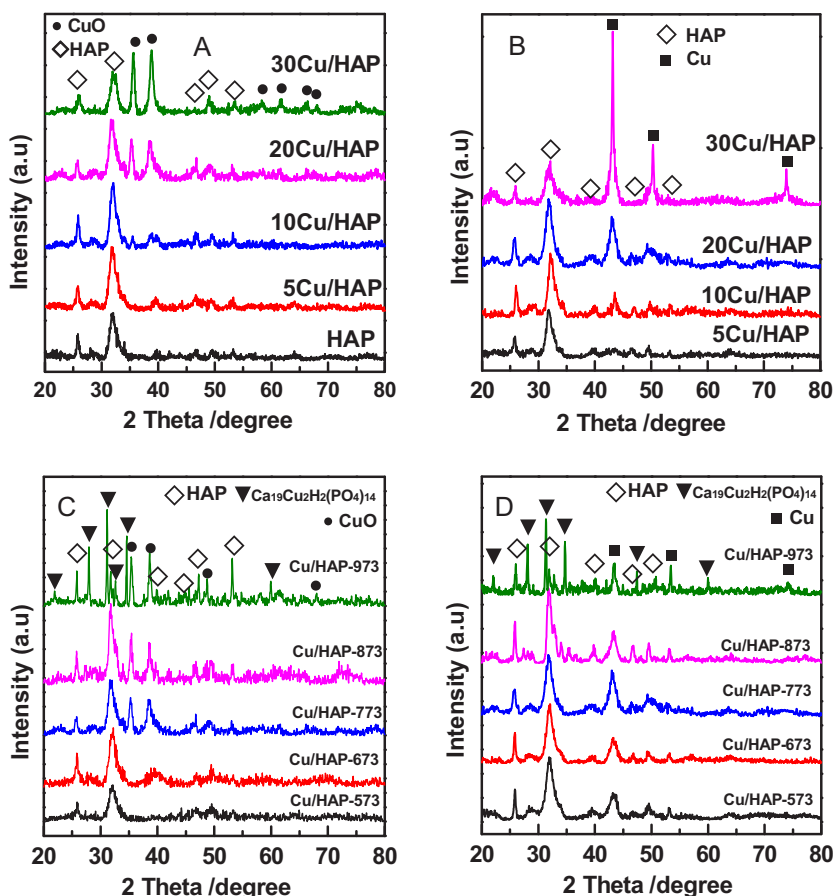 A
CuO
HAP
30Cu/HAP
20Cu/HAP
10Cu/HAP
5Cu/HAP
HAP
Intensity (a.u)
20 30 40 50 60 70 80
2 Theta /degree
B
HAP
Cu
30Cu/HAP
20Cu/HAP
10Cu/HAP
5Cu/HAP
Intensity (a.u)
20 30 40 50 60 70 80
2 Theta /degree
C
HAP
Ca19Cu2H2(PO4)14
CuO
Cu/HAP-973
Cu/HAP-873
Cu/HAP-773
Cu/HAP-673
Cu/HAP-573
Intensity (a.u)
20 30 40 50 60 70 80
2 Theta /degree
D
HAP
Ca19Cu2H2(PO4)14
Cu
Cu/HAP-973
Cu/HAP-873
Cu/HAP-773
Cu/HAP-673
Cu/HAP-573
Intensity (a.u)
20 30 40 50 60 70 80
2 Theta /degree